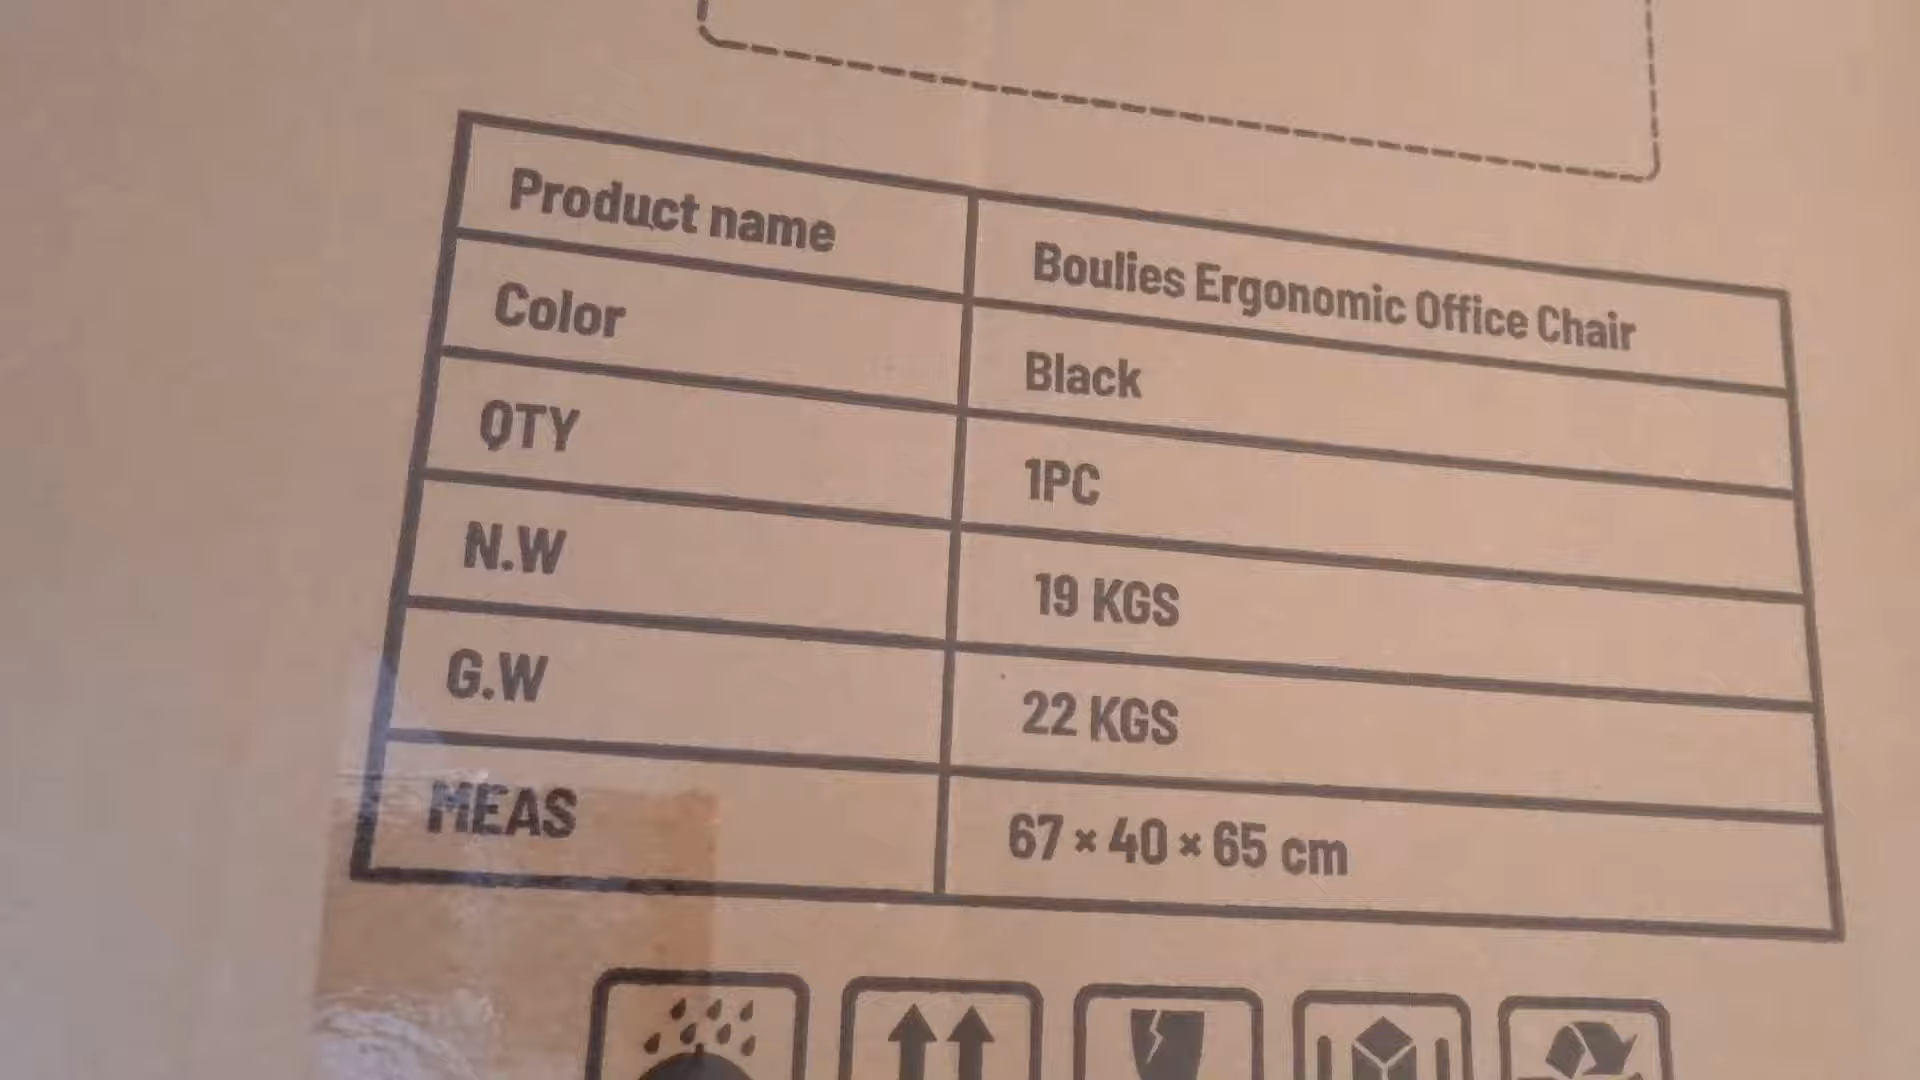 Product name Boulies Ergonomic Office Chair
Color Black
QTY 1PC
N.W 19 KGS
G.W 22 KGS
MEAS 67 × 40 × 65 cm